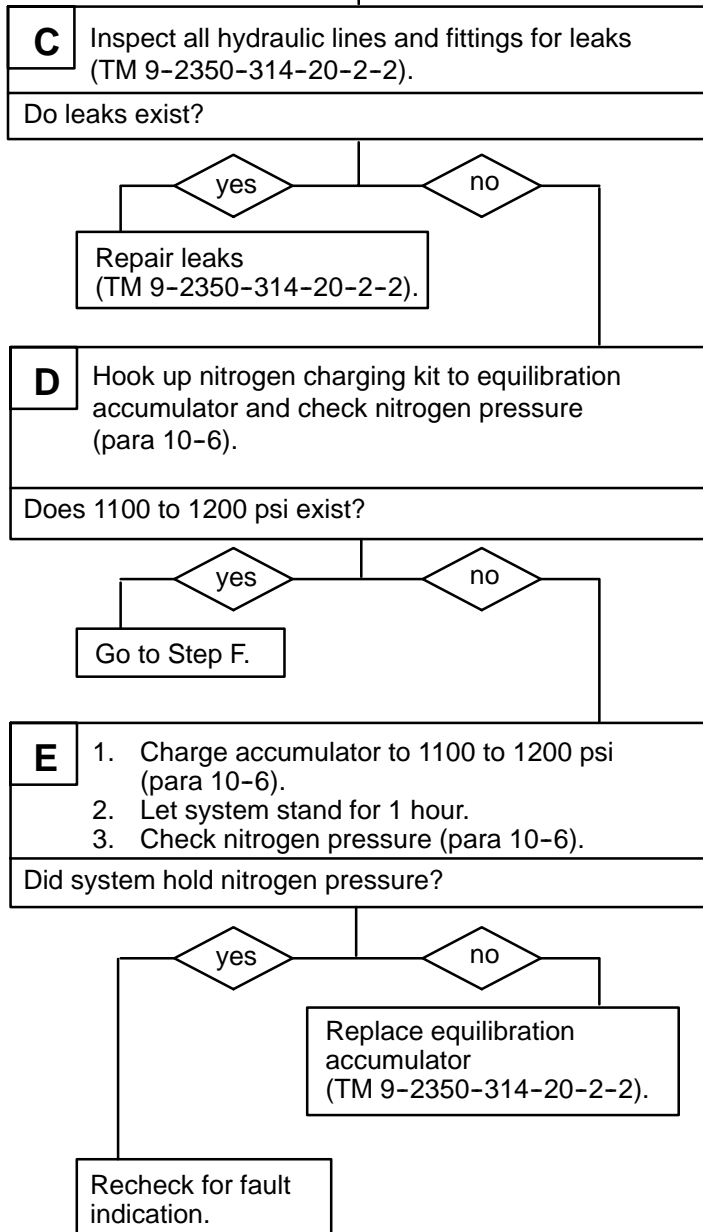 C Inspect all hydraulic lines and fittings for leaks
(TM 9-2350-314-20-2-2).
Do leaks exist?
yes no
Repair leaks
(TM 9-2350-314-20-2-2).
D Hook up nitrogen charging kit to equilibration
accumulator and check nitrogen pressure
(para 10-6).
Does 1100 to 1200 psi exist?
yes no
Go to Step F.
E 1. Charge accumulator to 1100 to 1200 psi
(para 10-6).
2. Let system stand for 1 hour.
3. Check nitrogen pressure (para 10-6).
Did system hold nitrogen pressure?
yes no
Replace equilibration
accumulator
(TM 9-2350-314-20-2-2).
Recheck for fault
indication.